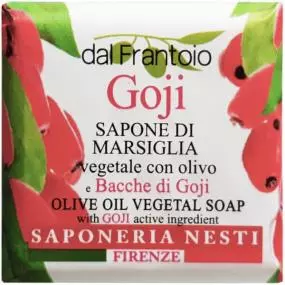 dal Frantoio
Goji
SAPONE DI
MARSIGLIA
vegetale con olivo
e Bacche di Goji
OLIVE OIL VEGETAL SOAP
with GOJI active ingredient
SAPONERIA NESTI
FIRENZE